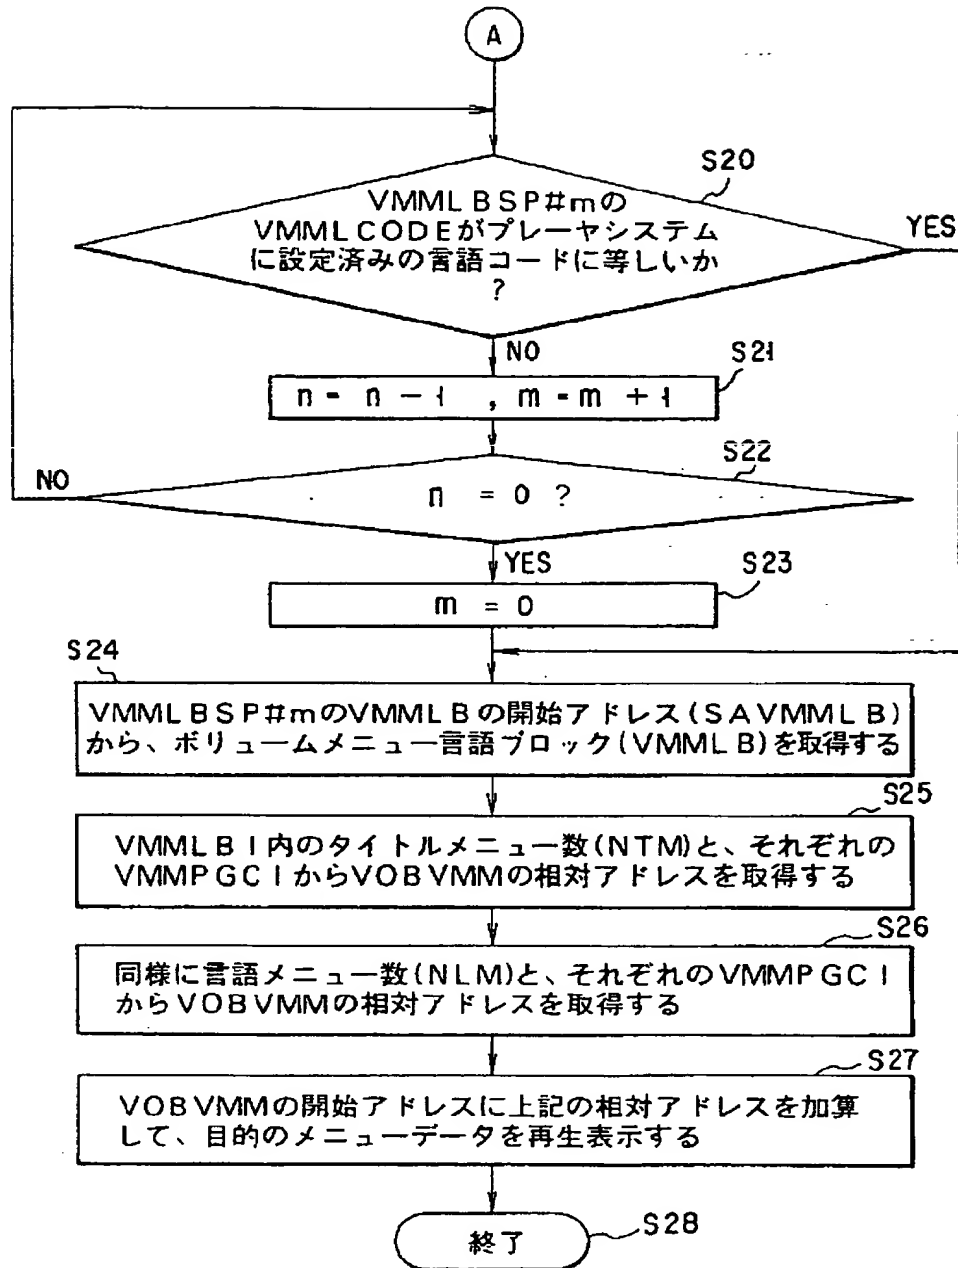 A
S20
VMMLBSP#mの
VMMLCODEがプレーヤシステム
に設定済みの言語コードに等しいか
?
YES
NO
S21
n = n - 1 , m = m + 1
S22
NO
n = 0 ?
YES
S23
m = 0
S24
VMMLBSP#mのVMMLBの開始アドレス(SAVMMLB)
から、ボリュームメニュー言語ブロック(VMMLB)を取得する
S25
VMMLBI内のタイトルメニュー数(NTM)と、それぞれの
VMMPGCIからVOBVMMの相対アドレスを取得する
S26
同様に言語メニュー数(NLM)と、それぞれのVMMPGCI
からVOBVMMの相対アドレスを取得する
S27
VOBVMMの開始アドレスに上記の相対アドレスを加算
して、目的のメニューデータを再生表示する
S28
終了